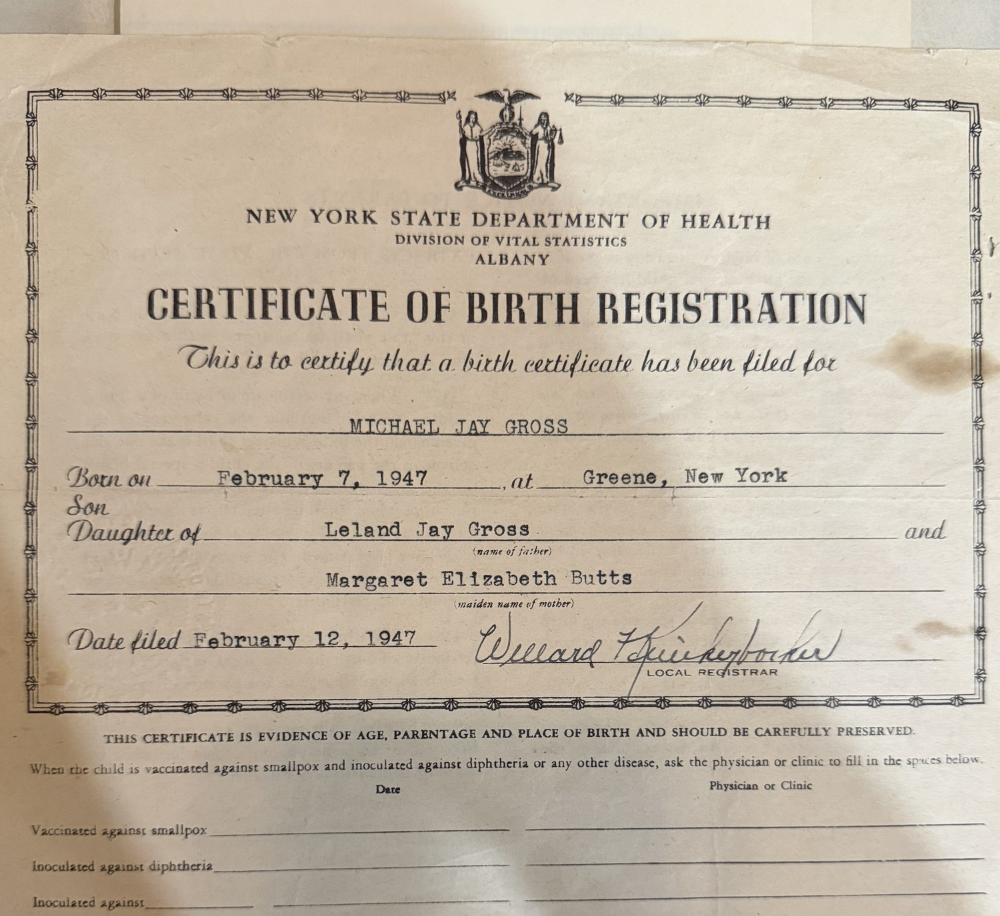 EXCELSIOR
NEW YORK STATE DEPARTMENT OF HEALTH
DIVISION OF VITAL STATISTICS
ALBANY
CERTIFICATE OF BIRTH REGISTRATION
This is to certify that a birth certificate has been filed for
MICHAEL JAY GROSS
Born on February 7, 1947, at Greene, New York
Son
Daughter of Leland Jay Gross and
(name of father)
Margaret Elizabeth Butts
(maiden name of mother)
Date filed February 12, 1947 Willard F Knickerbocker
LOCAL REGISTRAR
THIS CERTIFICATE IS EVIDENCE OF AGE, PARENTAGE AND PLACE OF BIRTH AND SHOULD BE CAREFULLY PRESERVED.
When the child is vaccinated against smallpox and inoculated against diphtheria or any other disease, ask the physician or clinic to fill in the spaces below.
Date Physician or Clinic
Vaccinated against smallpox
Inoculated against diphtheria
Inoculated against